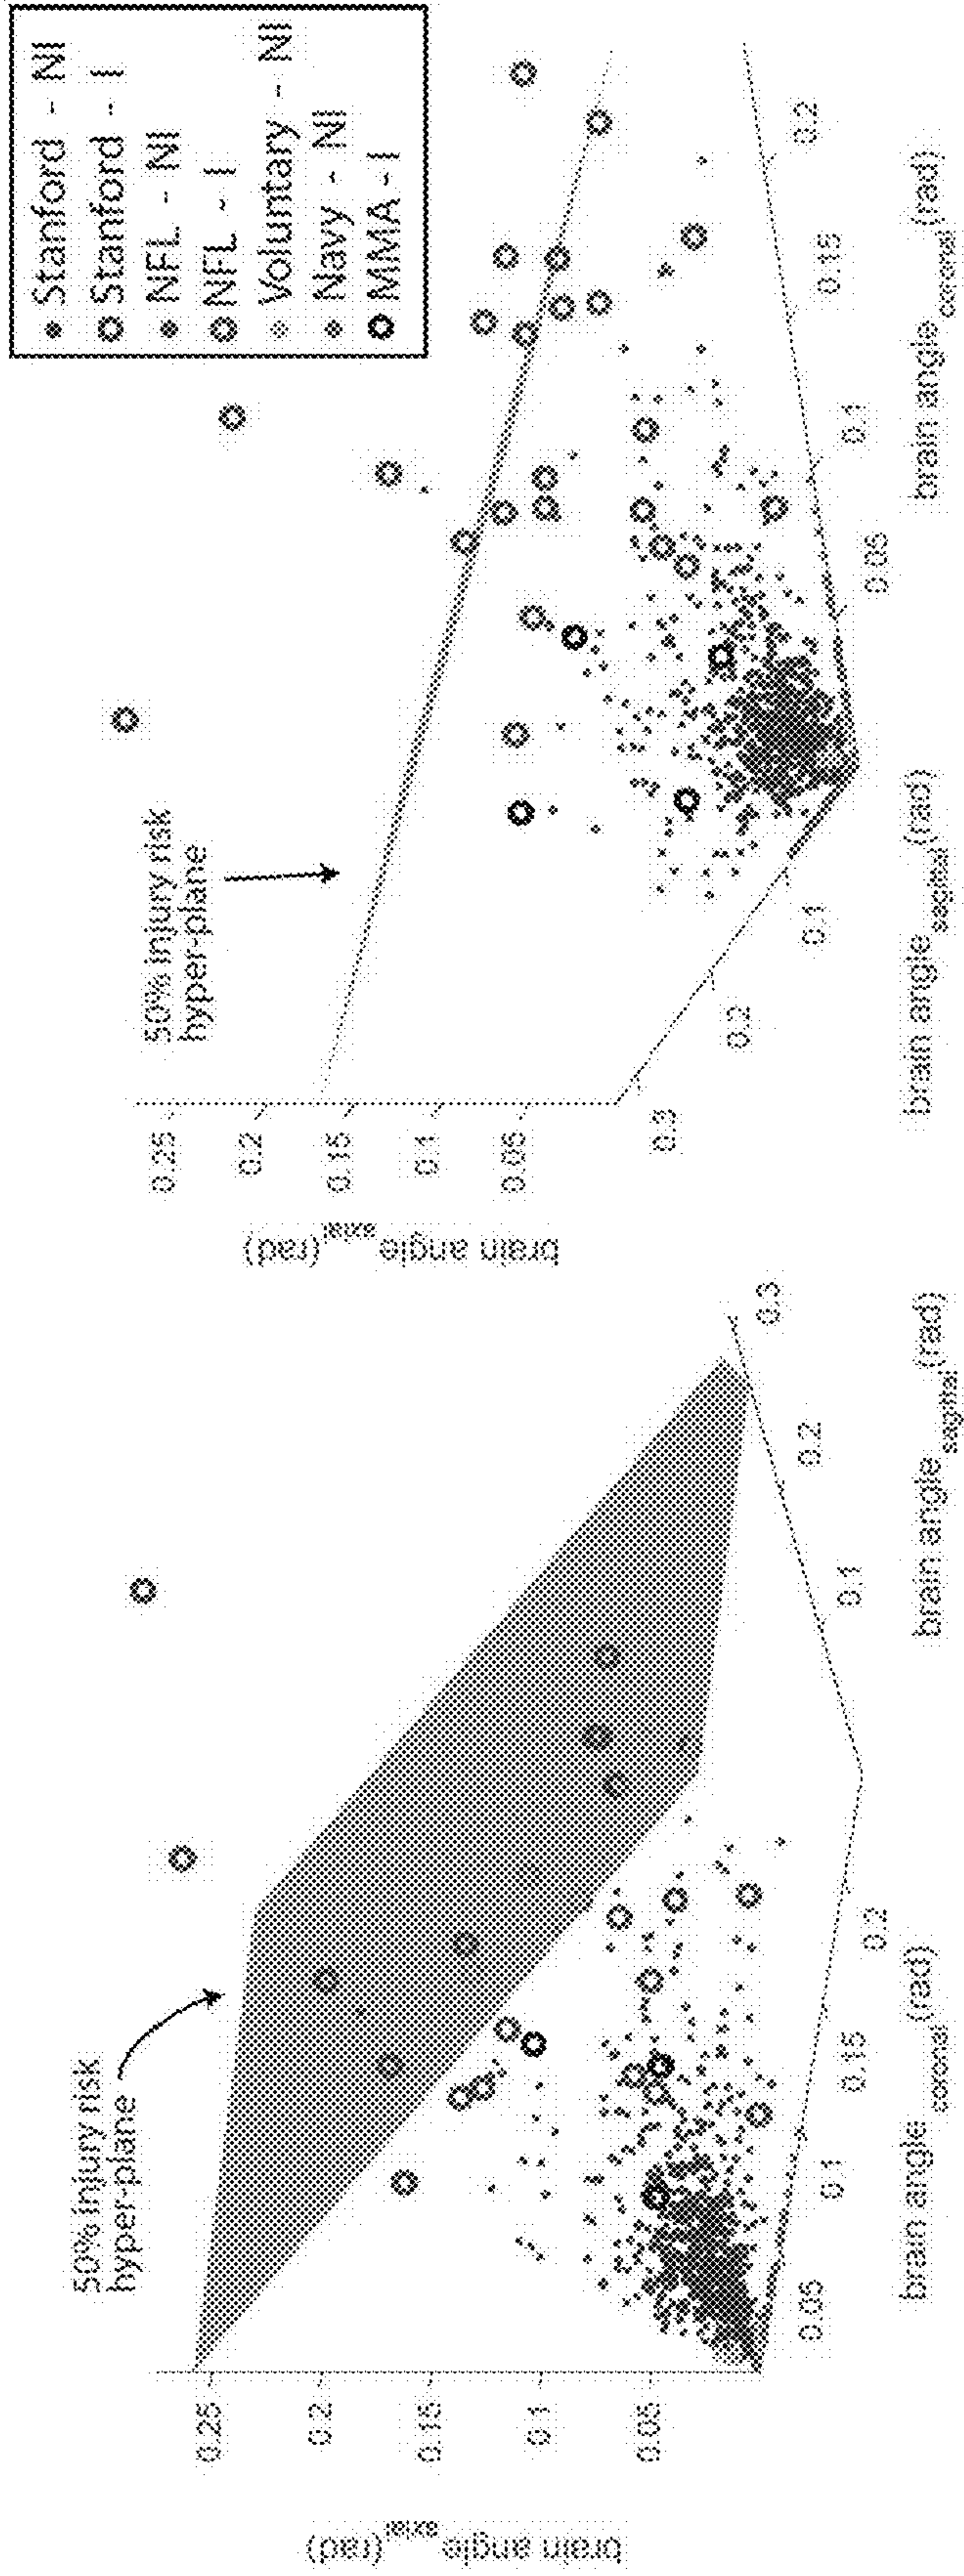 50% injury risk
hyper-plane
0.25
0.2
0.15
0.1
0.05
brain angle axial (rad)
0.05
0.1
0.15
0.2
brain angle coronal (rad)
0.1
0.2
0.3
brain angle sagittal (rad)
50% injury risk
hyper-plane
0.25
0.2
0.15
0.1
0.05
brain angle axial (rad)
0.3
0.2
0.1
brain angle sagittal (rad)
0.05
0.1
0.15
0.2
brain angle coronal (rad)
Stanford - NI
Stanford - I
NFL - NI
NFL - I
Voluntary - NI
Navy - NI
MMA - I